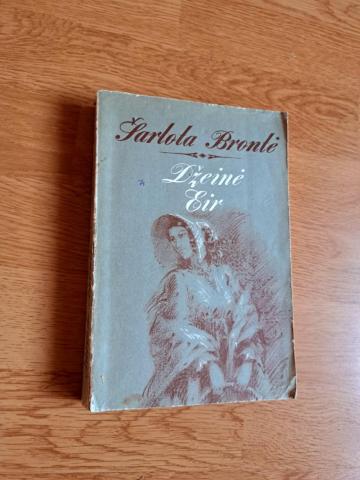 Šarlota Brontė
Džeinė
Eir